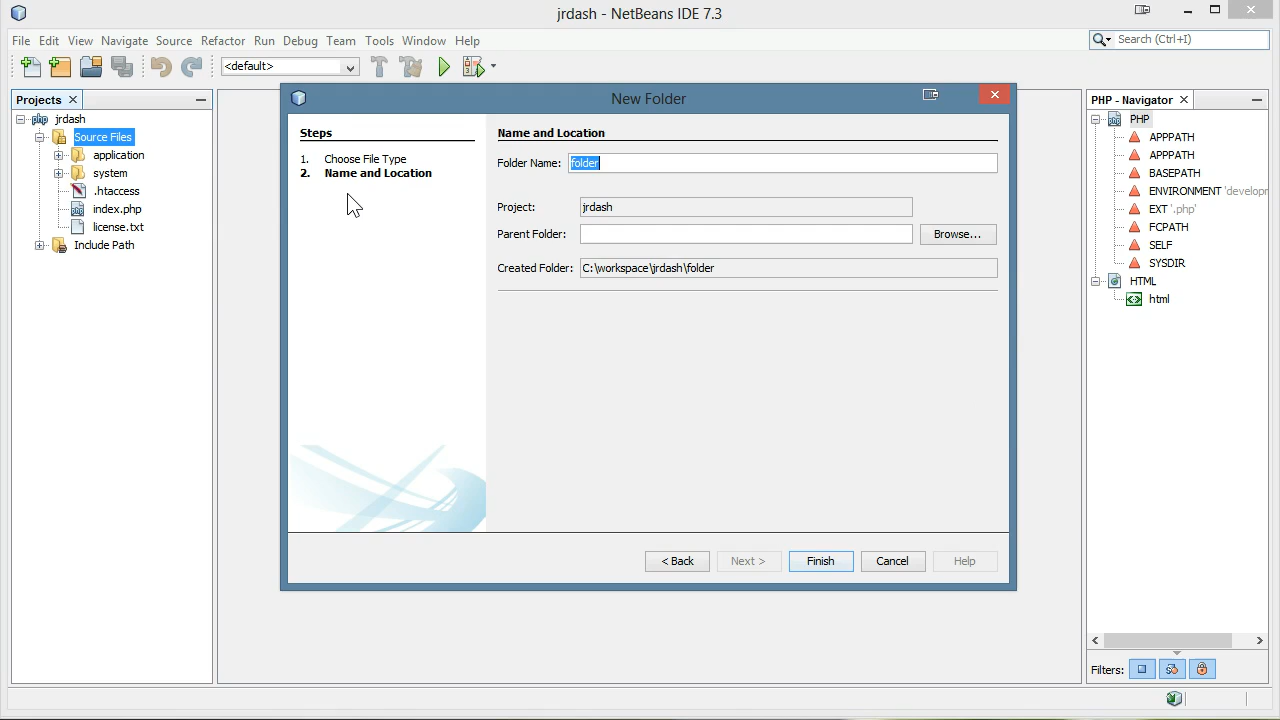 jrdash - NetBeans IDE 7.3
File Edit View Navigate Source Refactor Run Debug Team Tools Window Help
Search (Ctrl+I)
<default>
Projects
jrdash
Source Files
application
system
.htaccess
index.php
license.txt
Include Path
New Folder
Steps
1. Choose File Type
2. Name and Location
Name and Location
Folder Name: folder
Project: jrdash
Parent Folder:
Browse...
Created Folder: C:\workspace\jrdash\folder
< Back Next > Finish Cancel Help
PHP - Navigator
PHP
APPPATH
APPPATH
BASEPATH
ENVIRONMENT 'develop
EXT '.php'
FCPATH
SELF
SYSDIR
HTML
html
Filters: